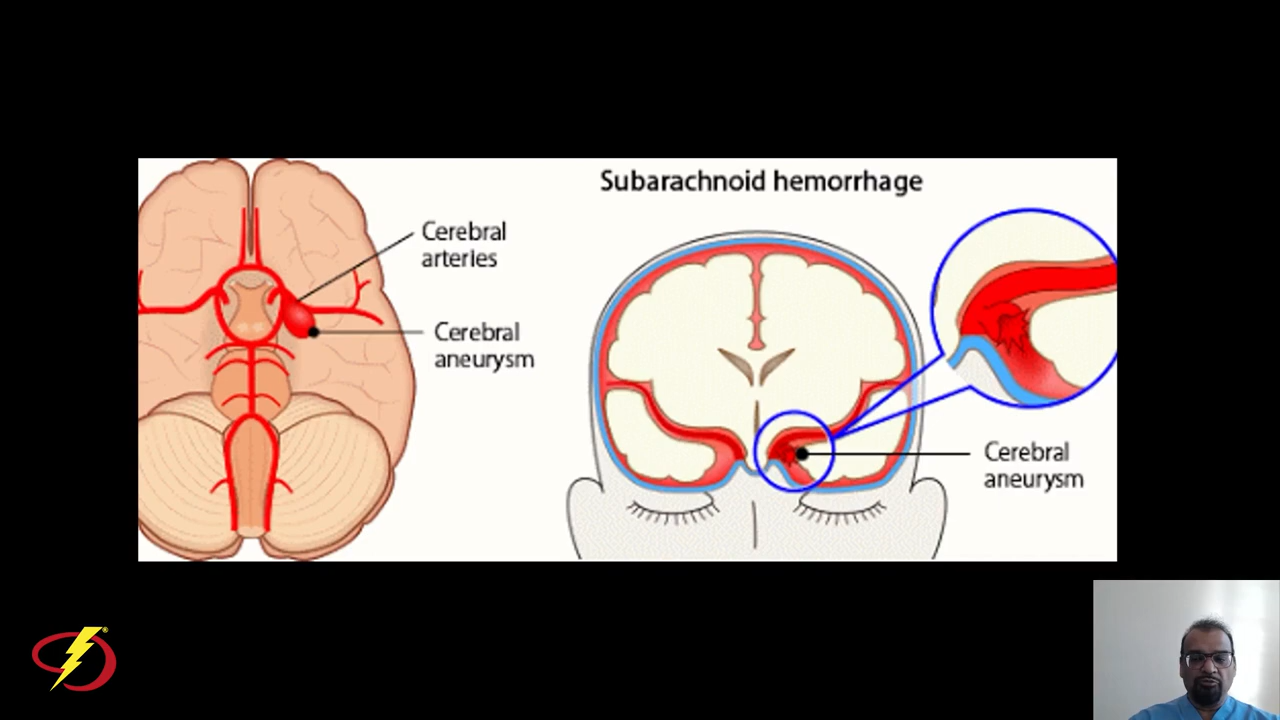 Subarachnoid hemorrhage
Cerebral
arteries
Cerebral
aneurysm
Cerebral
aneurysm